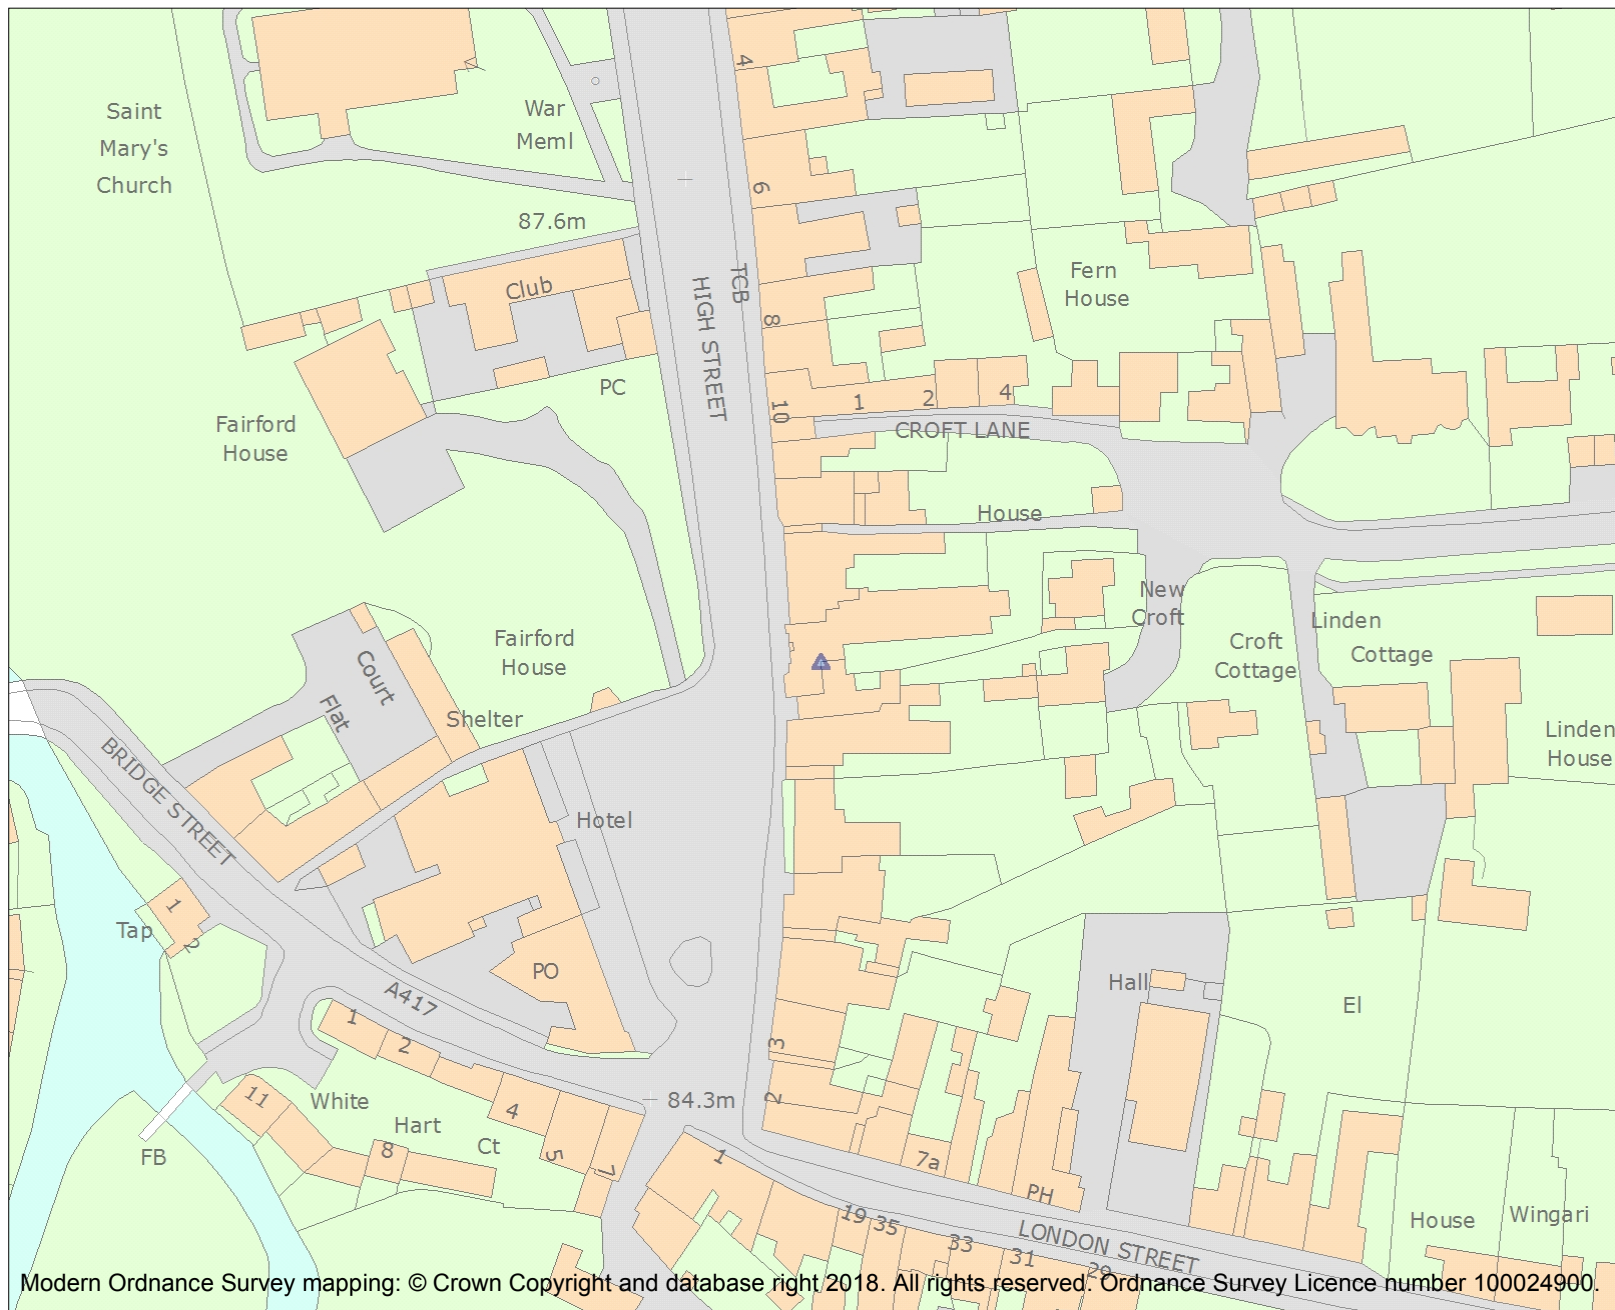 4
Saint
Mary's
Church
War
Meml
6
87.6m
TCB
HIGH STREET
Club
Fern
House
8
PC
10
1
2
4
CROFT LANE
Fairford
House
House
New
Croft
Linden
Cottage
Croft
Cottage
Fairford
House
Court
Flat
Shelter
Linden
House
BRIDGE STREET
Hotel
1
2
Tap
PO
A417
Hall
El
1
2
3
2
84.3m
11
White
Hart
Ct
4
5
7
8
FB
1
7a
PH
19
35
33
31
29
LONDON STREET
House
Wingari
Modern Ordnance Survey mapping: © Crown Copyright and database right 2018. All rights reserved. Ordnance Survey Licence number 100024900.